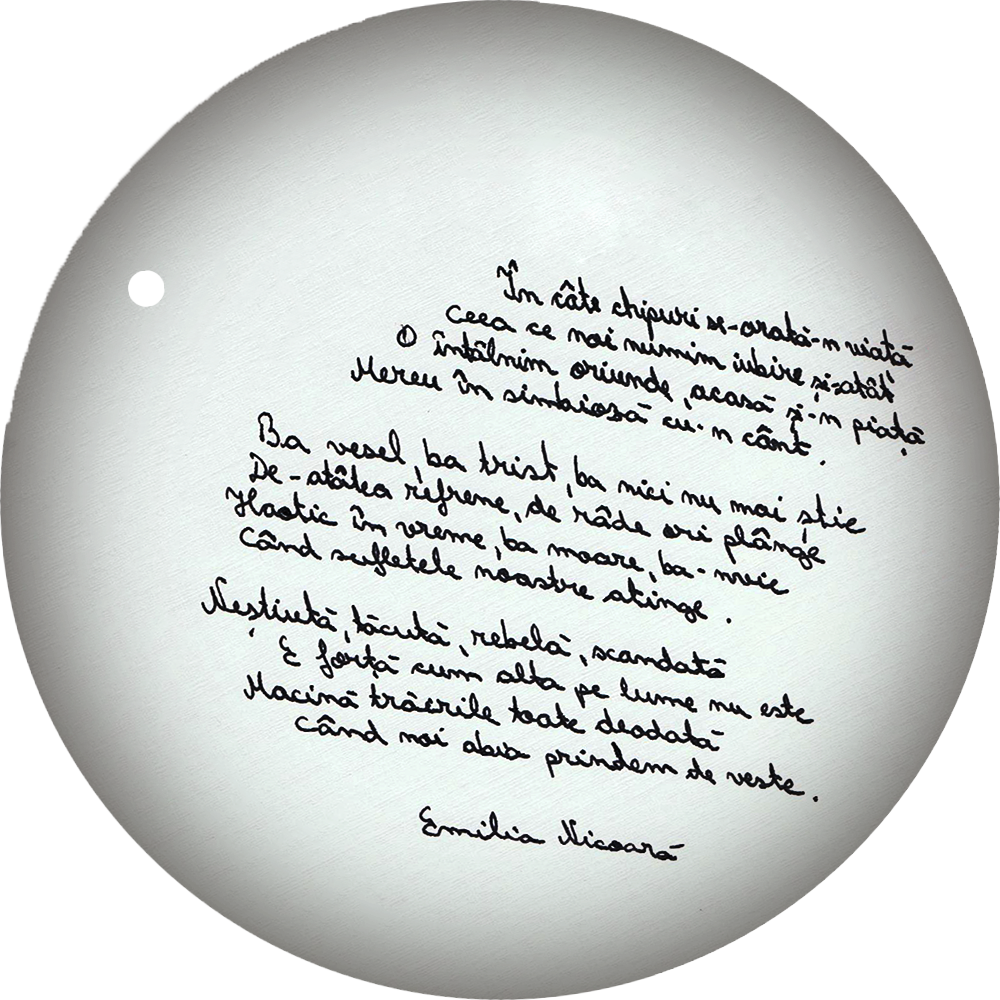 În câte chipuri se-arată-n viață
Ceea ce noi numim iubire și-atât
O întâlnim oriunde, acasă și-n piață
Mereu în simbioză cu-n cânt.
Ba vesel, ba trist, ba nici nu mai știe
De-atâtea refrene, de râde ori plânge
Haotic în vreme, ba moare, ba-nvie
Când sufletele noastre atinge.
Neștiută, tăcută, rebelă, scandată
E forță cum alta pe lume nu este
Macină trăirile toate deodată
Când noi abia prindem de veste.
Emilia Nicoară